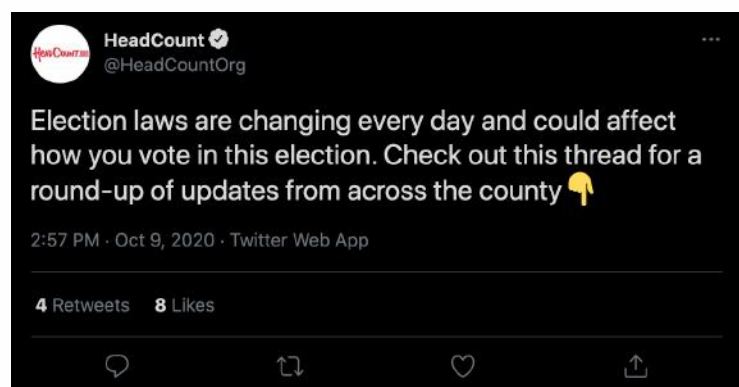 HeadCount
@HeadCountOrg
Election laws are changing every day and could affect
how you vote in this election. Check out this thread for a
round-up of updates from across the county👇
2:57 PM · Oct 9, 2020 · Twitter Web App
4 Retweets 8 Likes